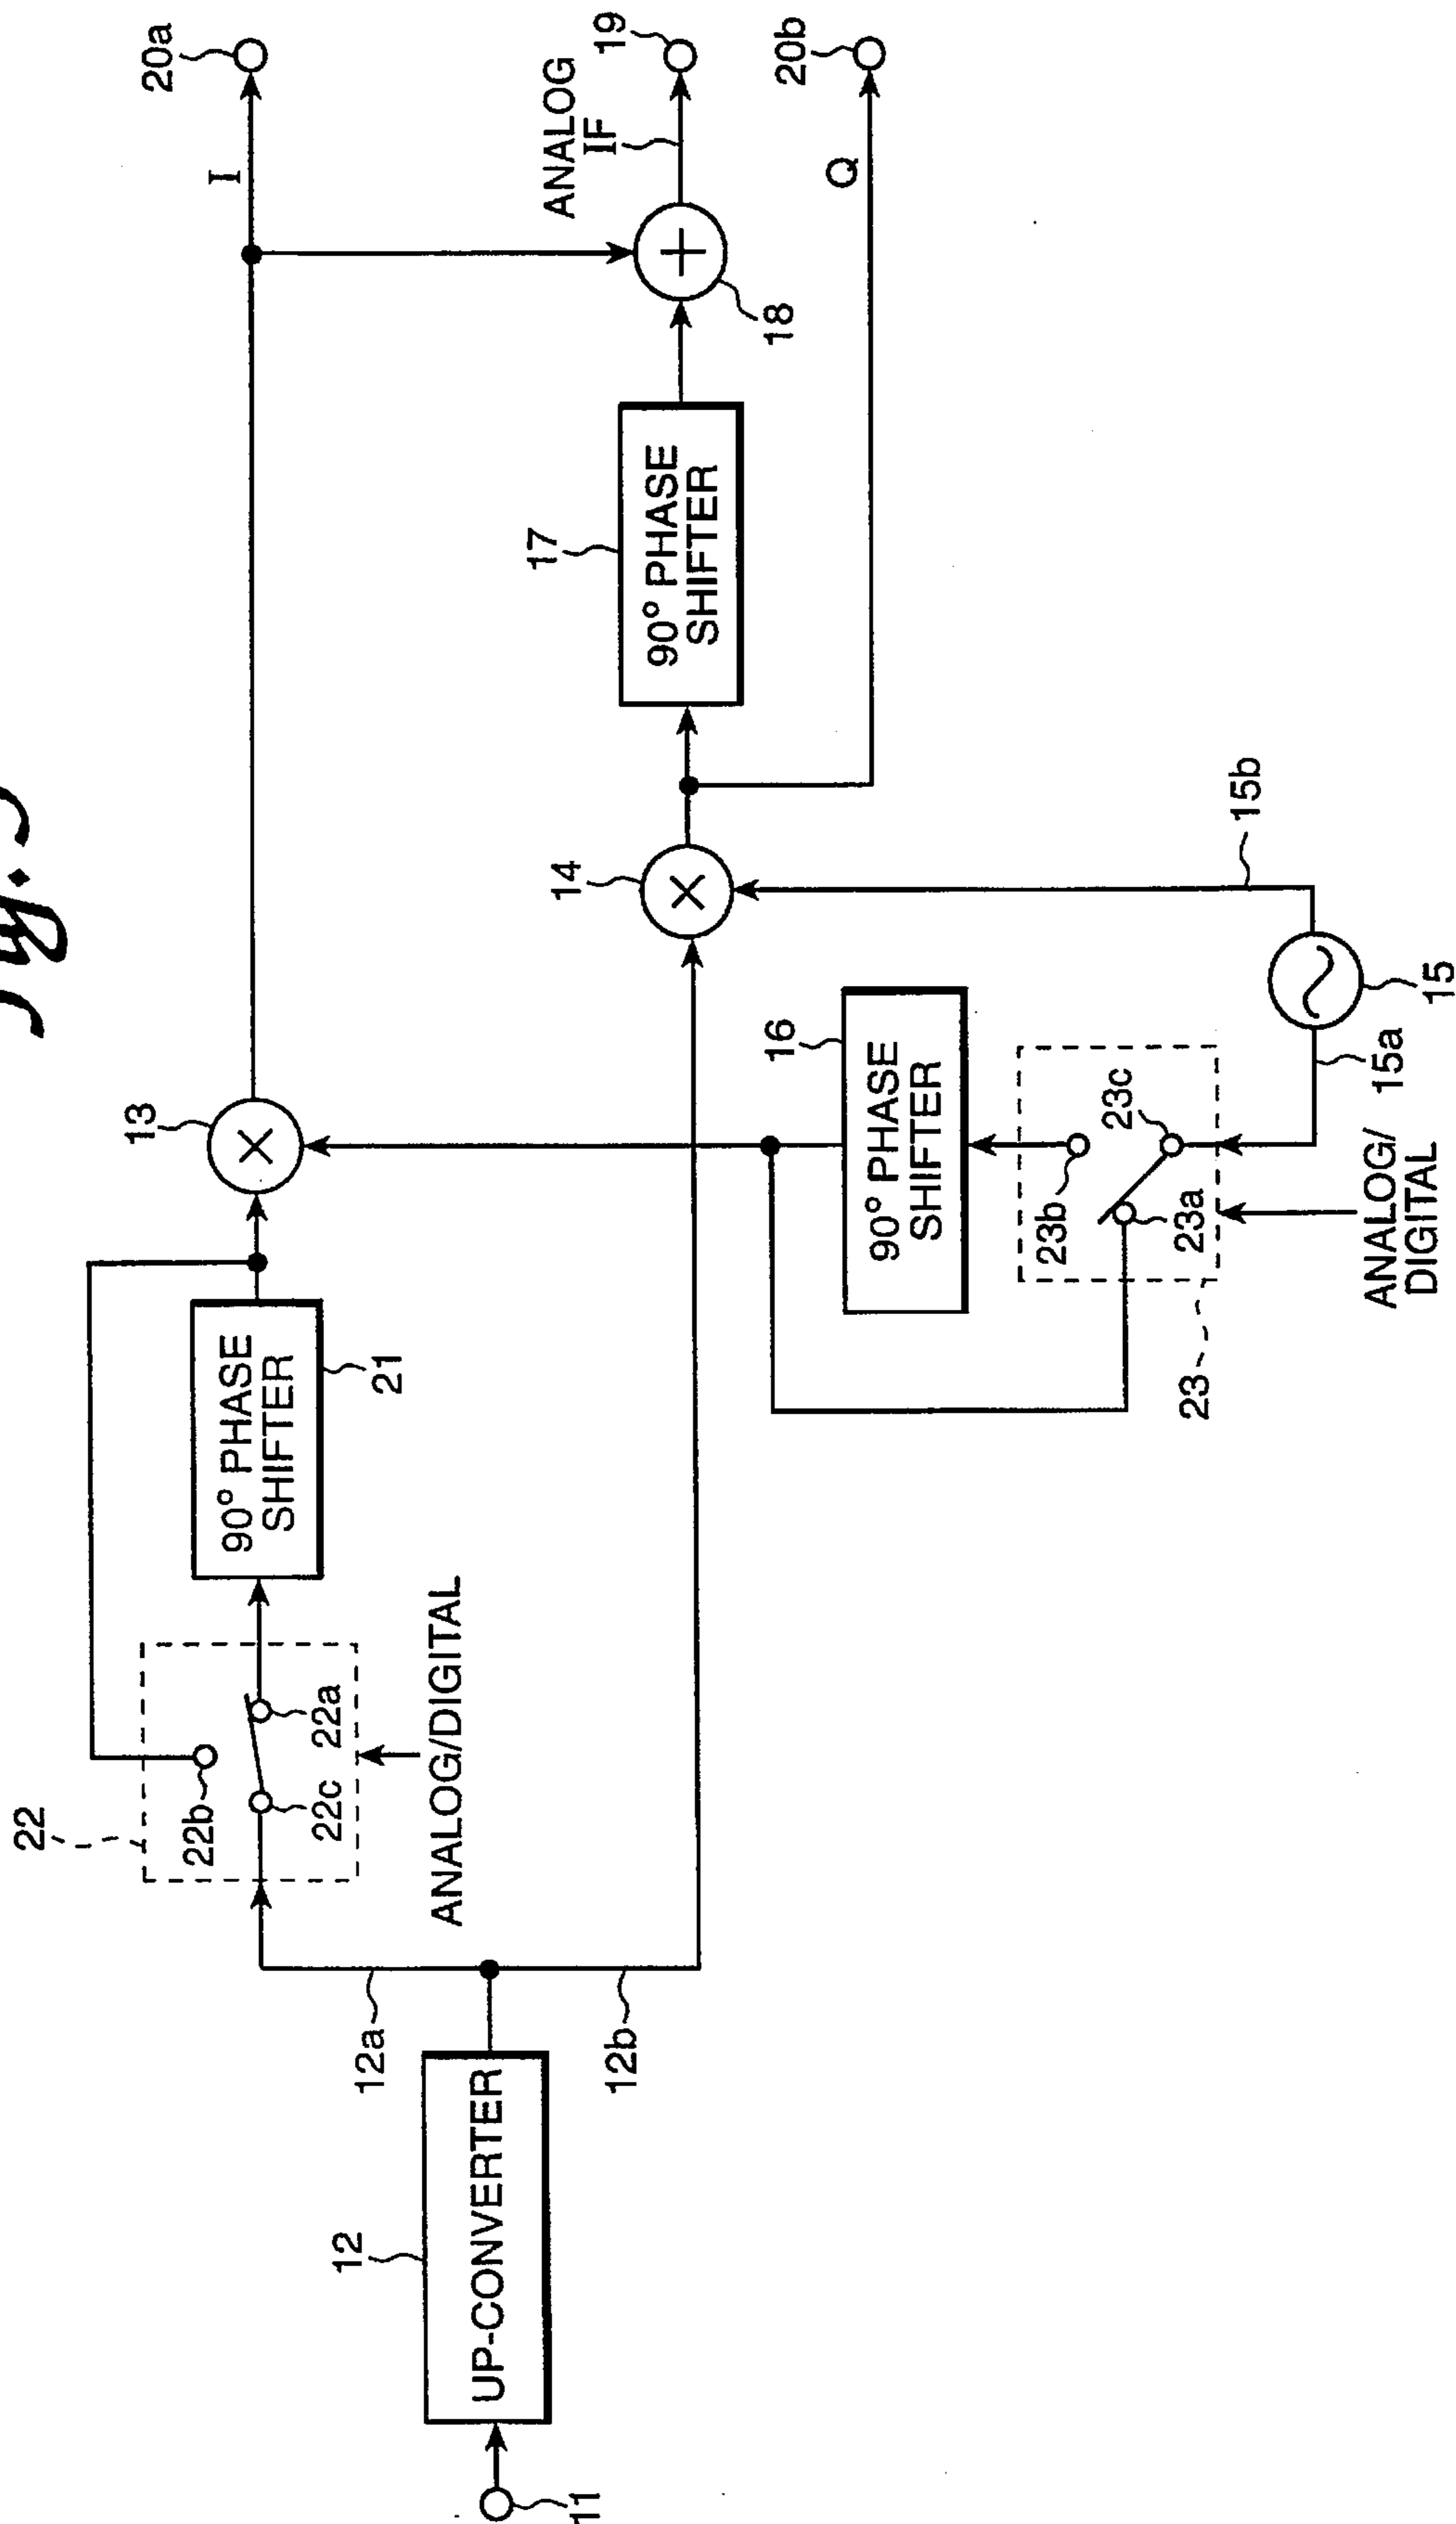 20a
I
ANALOG
IF
19
20b
Q
18
17
90° PHASE
SHIFTER
14
15b
15
15a
13
16
90° PHASE
SHIFTER
23b
23c
23a
23
ANALOG/
DIGITAL
90° PHASE
SHIFTER
21
22
22b
22a
22c
ANALOG/DIGITAL
12a
12b
12
UP-CONVERTER
11